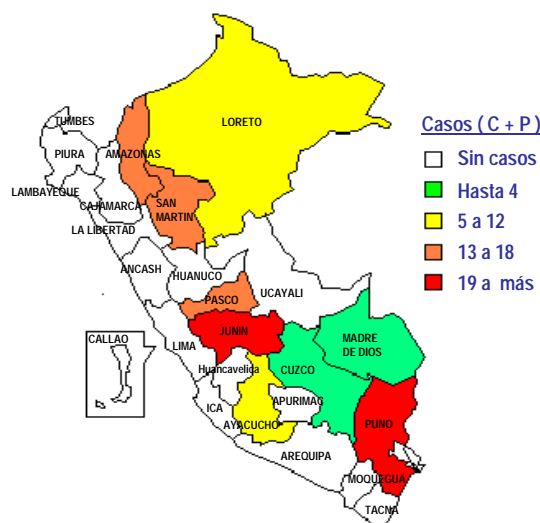 TUMBES
PIURA
LAMBAYEQUE
CAJAMARCA
LA LIBERTAD
AMAZONAS
SAN
MARTIN
LORETO
ANCASH
HUANUCO
UCAYALI
PASCO
JUNIN
LIMA
CALLAO
Huancavelica
CUZCO
MADRE
DE DIOS
APURIMAC
ICA
AYACUCHO
PUNO
AREQUIPA
MOQUEGUA
TACNA
Casos ( C + P )
Sin casos
Hasta 4
5 a 12
13 a 18
19 a más